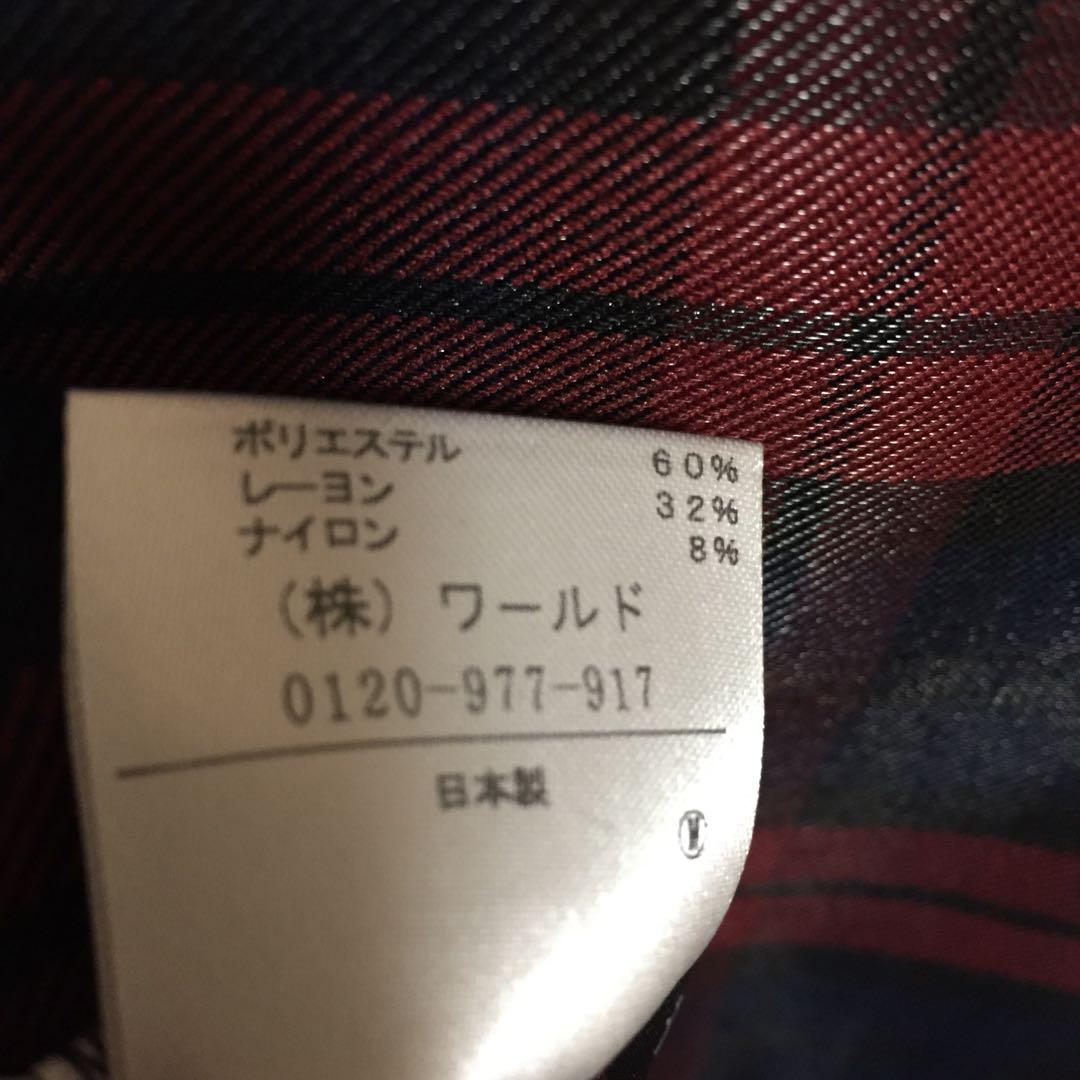 ポリエステル 60%
レーヨン 32%
ナイロン 8%
(株) ワールド
0120-977-917
日本製